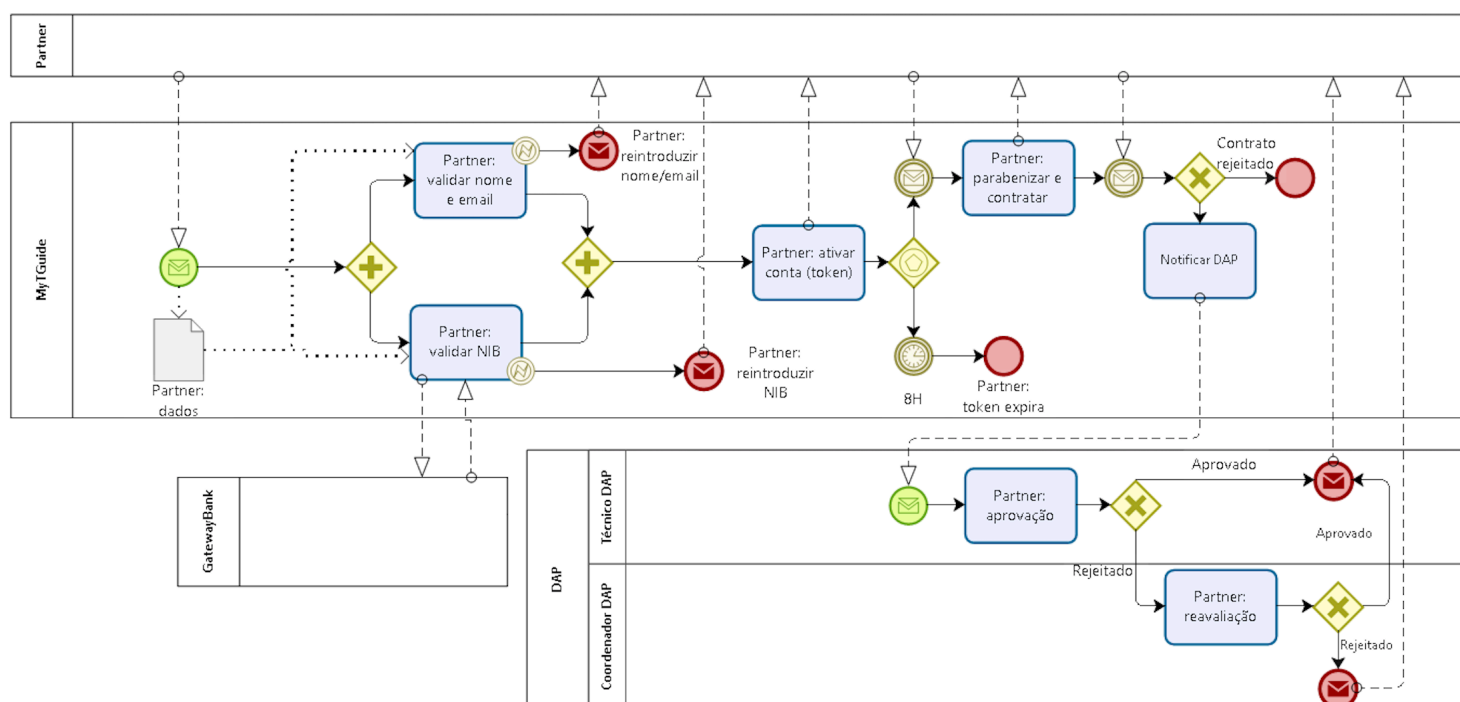 Partner
MyTGuide
Partner:
dados
Partner:
validar nome
e email
Partner:
reintroduzir
nome/email
Partner:
validar NIB
Partner:
reintroduzir
NIB
Partner: ativar
conta (token)
Partner:
parabenizar e
contratar
Contrato
rejeitado
Notificar DAP
8H
Partner:
token expira
GatewayBank
DAP
Técnico DAP
Partner:
aprovação
Aprovado
Rejeitado
Aprovado
Coordenador DAP
Partner:
reavaliação
Rejeitado